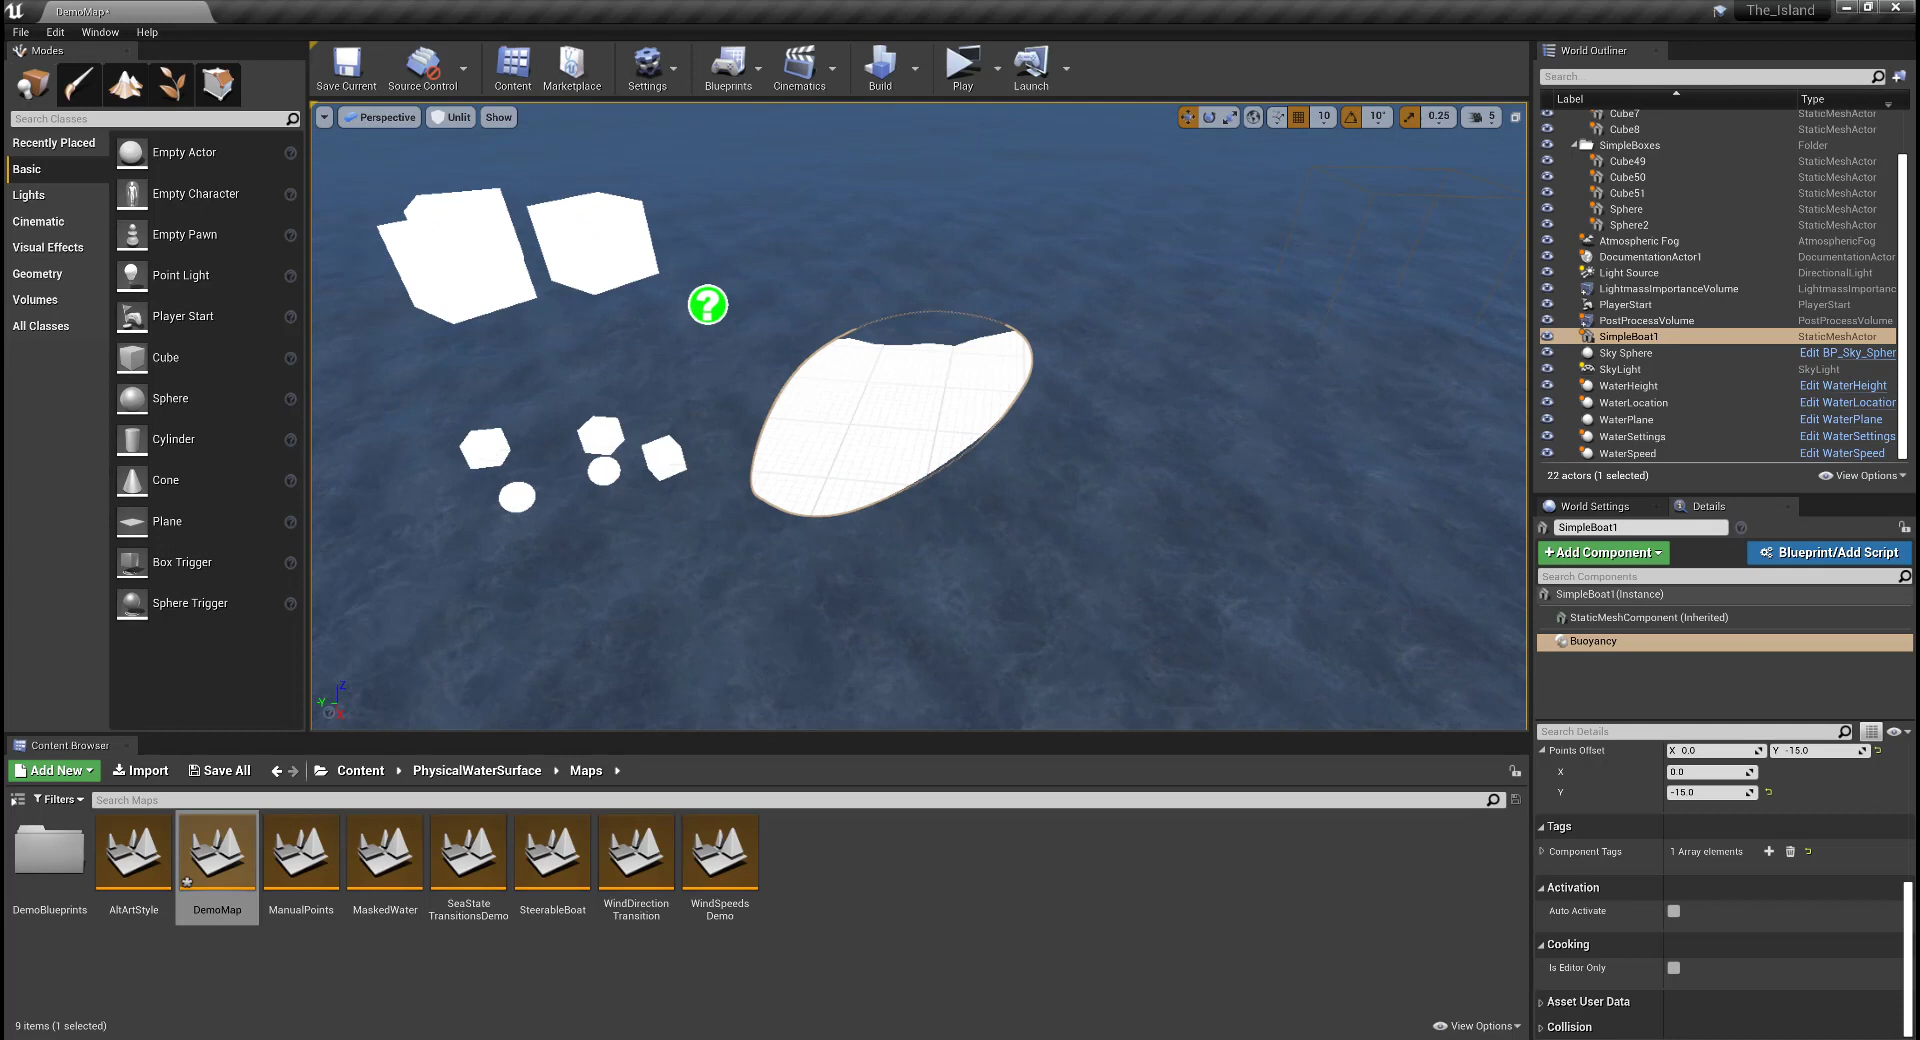 DemoMap*
The_Island
File Edit Window Help
Modes
Search Classes
Recently Placed
Basic
Lights
Cinematic
Visual Effects
Geometry
Volumes
All Classes
Empty Actor
Empty Character
Empty Pawn
Point Light
Player Start
Cube
Sphere
Cylinder
Cone
Plane
Box Trigger
Sphere Trigger
Save Current Source Control Content Marketplace Settings Blueprints Cinematics Build Play Launch
Perspective Unlit Show
10 10° 0.25 5
?
Z
-Y
X
World Outliner
Search...
Label Type
Cube7 StaticMeshActor
Cube8 StaticMeshActor
SimpleBoxes Folder
Cube49 StaticMeshActor
Cube50 StaticMeshActor
Cube51 StaticMeshActor
Sphere StaticMeshActor
Sphere2 StaticMeshActor
Atmospheric Fog AtmosphericFog
DocumentationActor1 DocumentationActor
Light Source DirectionalLight
LightmassImportanceVolume LightmassImportanc
PlayerStart PlayerStart
PostProcessVolume PostProcessVolume
SimpleBoat1 StaticMeshActor
Sky Sphere Edit BP_Sky_Spher
SkyLight SkyLight
WaterHeight Edit WaterHeight
WaterLocation Edit WaterLocation
WaterPlane Edit WaterPlane
WaterSettings Edit WaterSettings
WaterSpeed Edit WaterSpeed
22 actors (1 selected) View Options
World Settings Details
SimpleBoat1
+Add Component Blueprint/Add Script
Search Components
SimpleBoat1(Instance)
StaticMeshComponent (Inherited)
Buoyancy
Search Details
Points Offset X 0.0 Y -15.0
X 0.0
Y -15.0
Tags
Component Tags 1 Array elements
Activation
Auto Activate
Cooking
Is Editor Only
Asset User Data
Collision
Content Browser
Add New Import Save All Content PhysicalWaterSurface Maps
Filters Search Maps
DemoBlueprints
AltArtStyle
DemoMap
ManualPoints
MaskedWater
SeaState
TransitionsDemo
SteerableBoat
WindDirection
Transition
WindSpeeds
Demo
9 items (1 selected) View Options